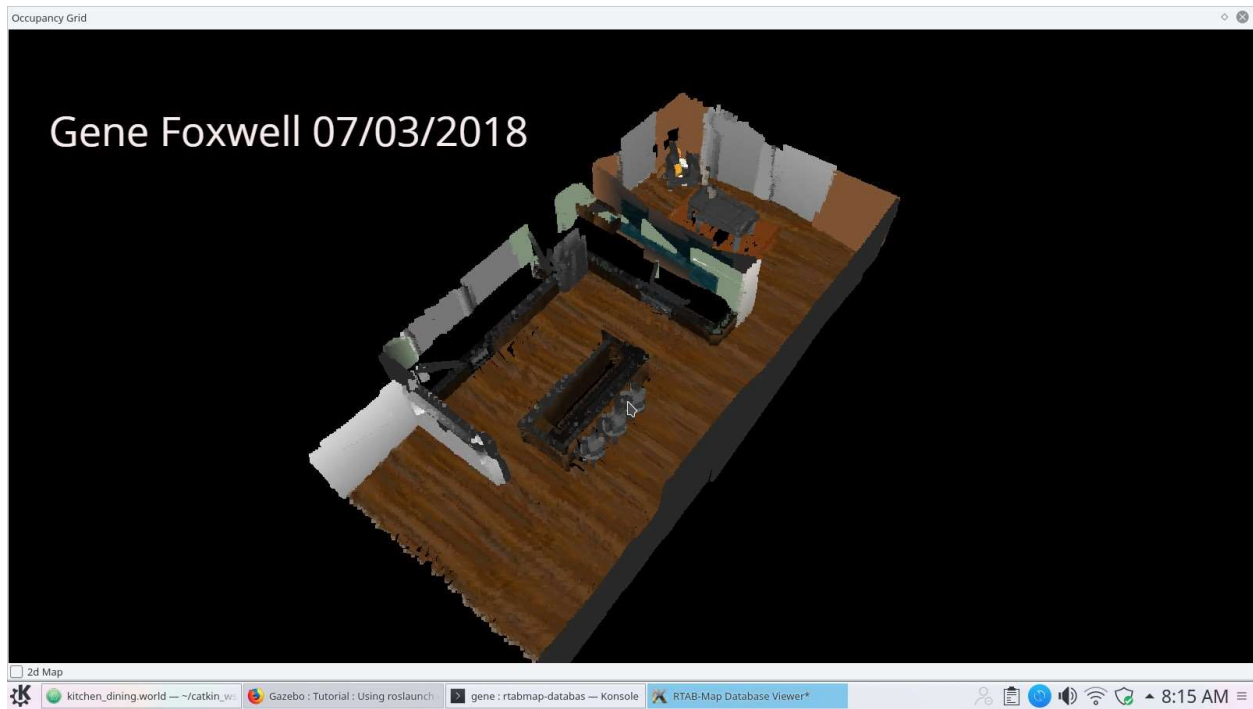 Occupancy Grid
Gene Foxwell 07/03/2018
2d Map
kitchen_dining.world — ~/catkin_ws
Gazebo : Tutorial : Using roslaunch
gene : rtabmap-databas — Konsole
RTAB-Map Database Viewer*
8:15 AM